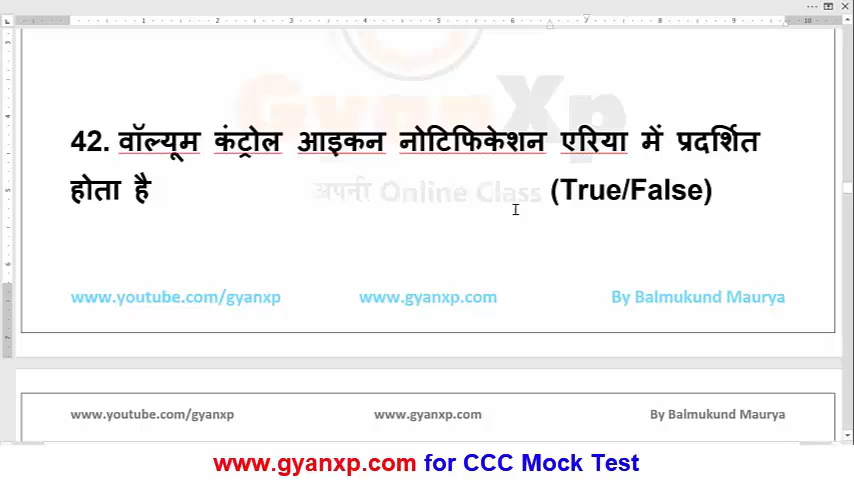 GyanXp
42. वॉल्यूम कंट्रोल आइकन नोटिफिकेशन एरिया में प्रदर्शित
होता है (True/False)
अपनी Online Class
www.youtube.com/gyanxp www.gyanxp.com By Balmukund Maurya
www.youtube.com/gyanxp www.gyanxp.com By Balmukund Maurya
www.gyanxp.com for CCC Mock Test